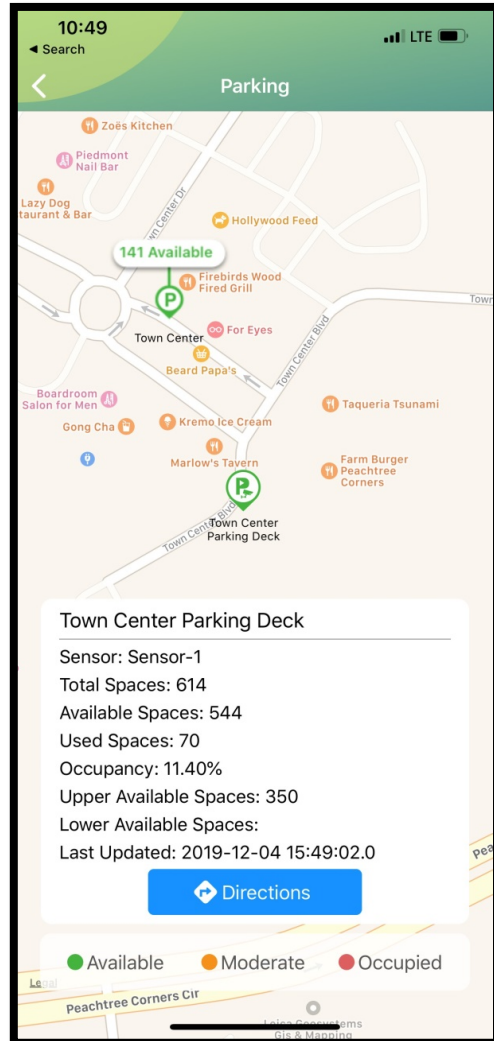 10:49
LTE
◄ Search
Parking
Zoës Kitchen
Piedmont
Nail Bar
Lazy Dog
taurant & Bar
n Center Dr
Hollywood Feed
141 Available
Firebirds Wood
Fired Grill
P
Town
Town Center
For Eyes
Beard Papa's
Town Center Blvd
Boardroom
Salon for Men
Taqueria Tsunami
Gong Cha
Kremo Ice Cream
Marlow's Tavern
Farm Burger
Peachtree
Corners
P
Town Center
Parking Deck
Town Center Blvd
Town Center Parking Deck
Sensor: Sensor-1
Total Spaces: 614
Available Spaces: 544
Used Spaces: 70
Occupancy: 11.40%
Upper Available Spaces: 350
Lower Available Spaces:
Last Updated: 2019-12-04 15:49:02.0
Pea
Directions
Available
Moderate
Occupied
Legal
Peachtree Corners Cir
Leica Geosystems
Gis & Mapping